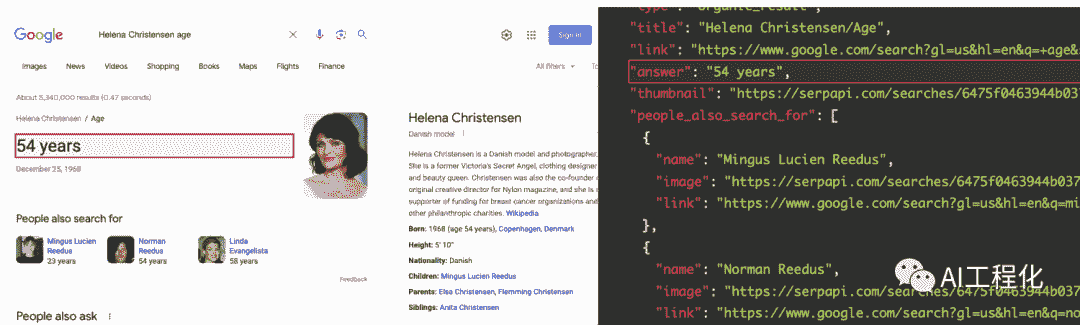 Google
Helena Christensen age
Sign in
Images News Videos Shopping Books Maps Flights Finance
All filters
About 5,340,000 results (0.47 seconds)
Helena Christensen / Age
54 years
December 25, 1968
People also search for
Mingus Lucien
Reedus
23 years
Norman
Reedus
54 years
Linda
Evangelista
58 years
Feedback
People also ask
Helena Christensen
Danish model
Helena Christensen is a Danish model and photographer.
She is a former Victoria's Secret Angel, clothing designer
and beauty queen. Christensen was also the co-founder
original creative director for Nylon magazine, and she is
supporter of funding for breast cancer organizations and
other philanthropic charities. Wikipedia
Born: 1968 (age 54 years), Copenhagen, Denmark
Height: 5' 10"
Nationality: Danish
Children: Mingus Lucien Reedus
Parents: Elsa Christensen, Flemming Christensen
Siblings: Anita Christensen
"type": "organic_result",
"title": "Helena Christensen/Age",
"link": "https://www.google.com/search?gl=us&hl=en&q=+age&
"answer": "54 years",
"thumbnail": "https://serpapi.com/searches/6475f0463944b037
"people_also_search_for": [
{
"name": "Mingus Lucien Reedus",
"image": "https://serpapi.com/searches/6475f0463944b037
"link": "https://www.google.com/search?gl=us&hl=en&q=mi
},
{
"name": "Norman Reedus",
"image": "https://serpapi.com/searches/6475f0463944b037
"link": "https://www.google.com/search?gl=us&hl=en&q=no
AI工程化